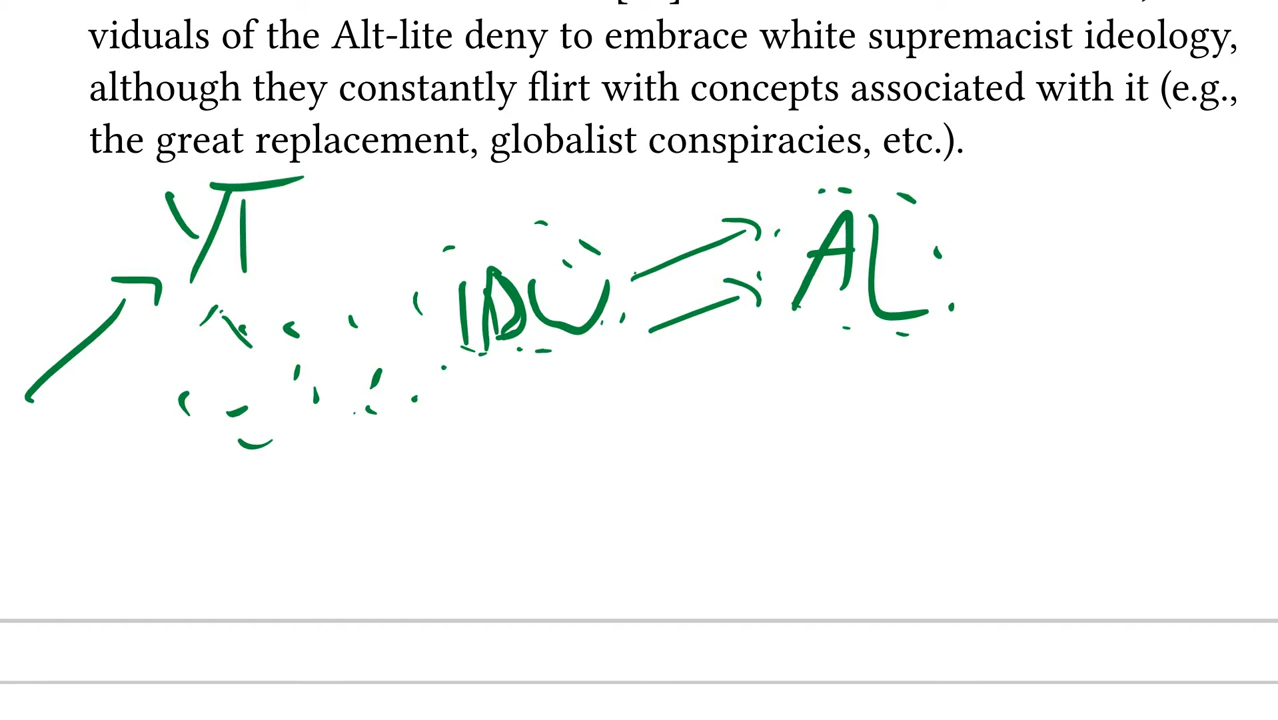 viduals of the Alt-lite deny to embrace white supremacist ideology,
although they constantly flirt with concepts associated with it (e.g.,
the great replacement, globalist conspiracies, etc.).
YT
IDW
AL